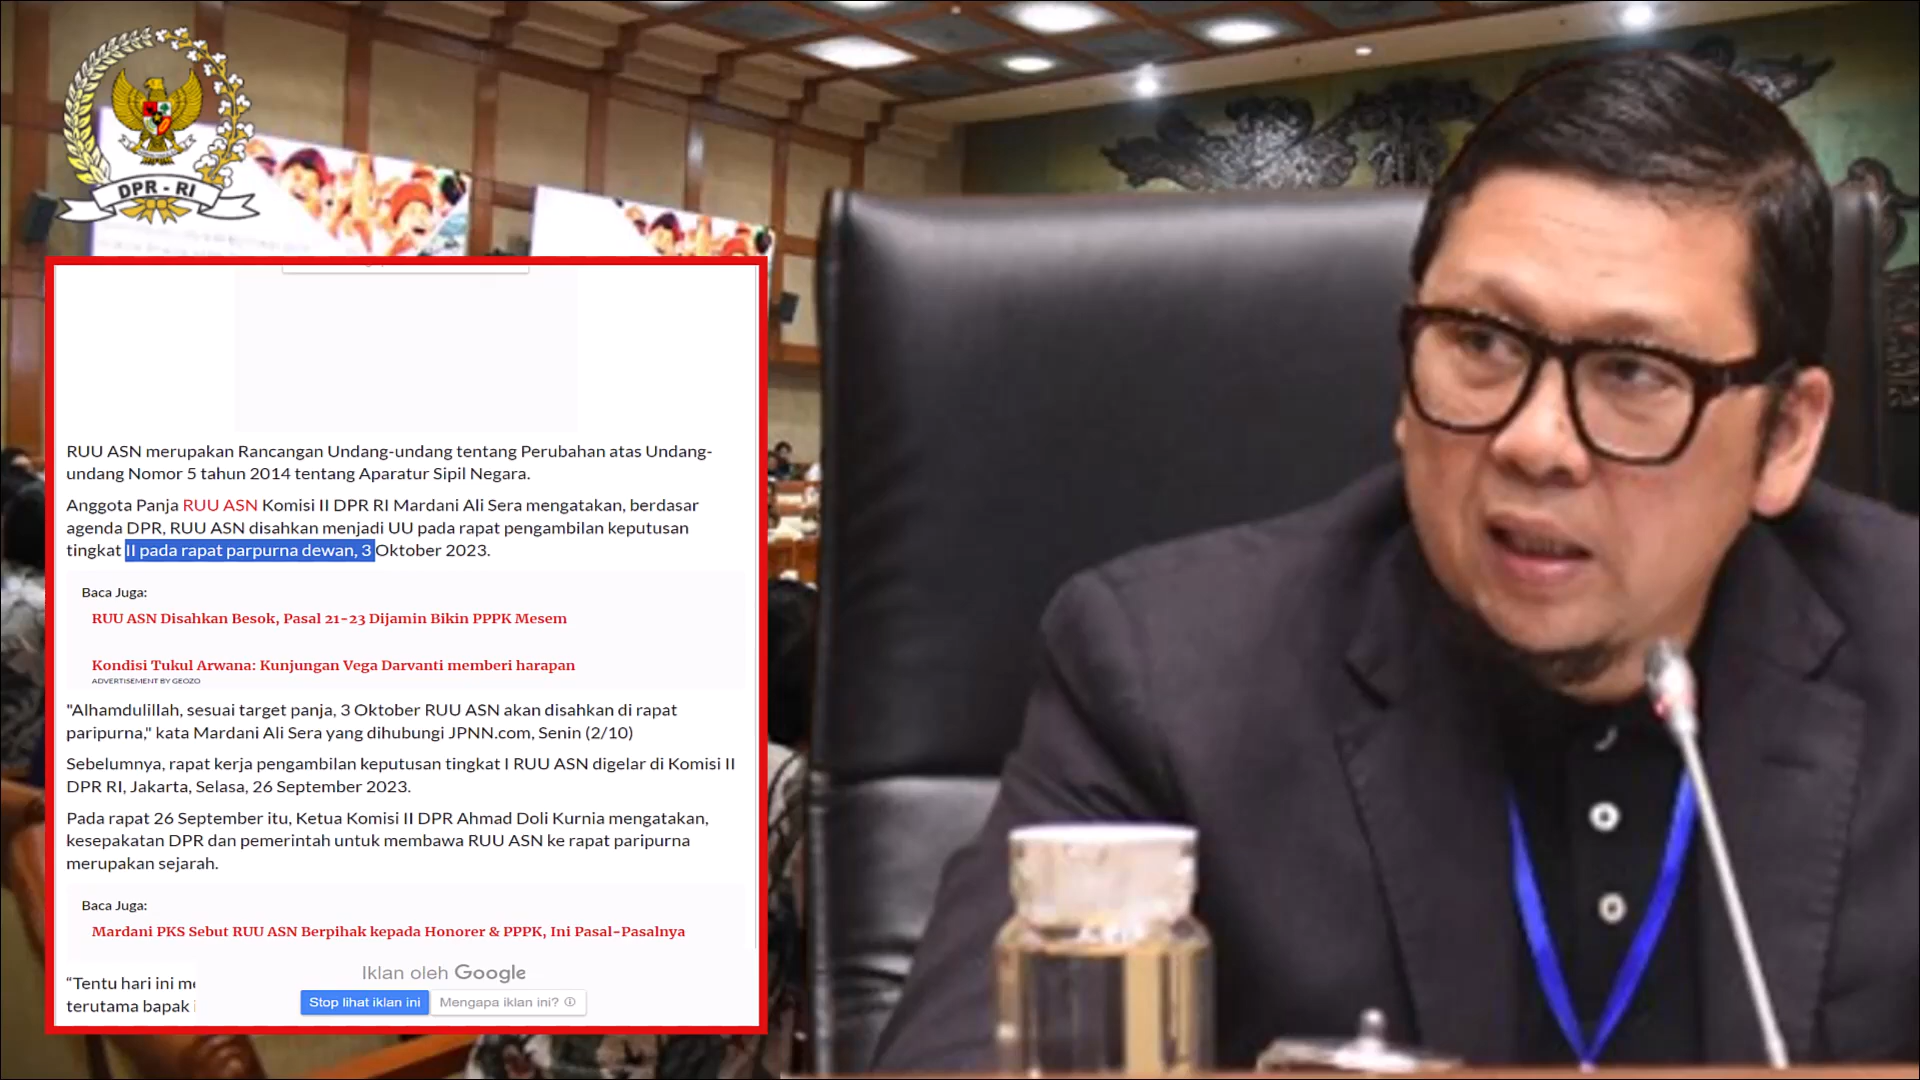 DPR - RI
RUU ASN merupakan Rancangan Undang-undang tentang Perubahan atas Undang-
undang Nomor 5 tahun 2014 tentang Aparatur Sipil Negara.
Anggota Panja RUU ASN Komisi II DPR RI Mardani Ali Sera mengatakan, berdasar
agenda DPR, RUU ASN disahkan menjadi UU pada rapat pengambilan keputusan
tingkat II pada rapat parpurna dewan, 3 Oktober 2023.
Baca Juga:
RUU ASN Disahkan Besok, Pasal 21-23 Dijamin Bikin PPPK Mesem
Kondisi Tukul Arwana: Kunjungan Vega Darvanti memberi harapan
ADVERTISEMENT BY GEOZO
"Alhamdulillah, sesuai target panja, 3 Oktober RUU ASN akan disahkan di rapat
paripurna," kata Mardani Ali Sera yang dihubungi JPNN.com, Senin (2/10)
Sebelumnya, rapat kerja pengambilan keputusan tingkat I RUU ASN digelar di Komisi II
DPR RI, Jakarta, Selasa, 26 September 2023.
Pada rapat 26 September itu, Ketua Komisi II DPR Ahmad Doli Kurnia mengatakan,
kesepakatan DPR dan pemerintah untuk membawa RUU ASN ke rapat paripurna
merupakan sejarah.
Baca Juga:
Mardani PKS Sebut RUU ASN Berpihak kepada Honorer & PPPK, Ini Pasal-Pasalnya
“Tentu hari ini
terutama bapak
Iklan oleh Google
Stop lihat iklan ini
Mengapa iklan ini?